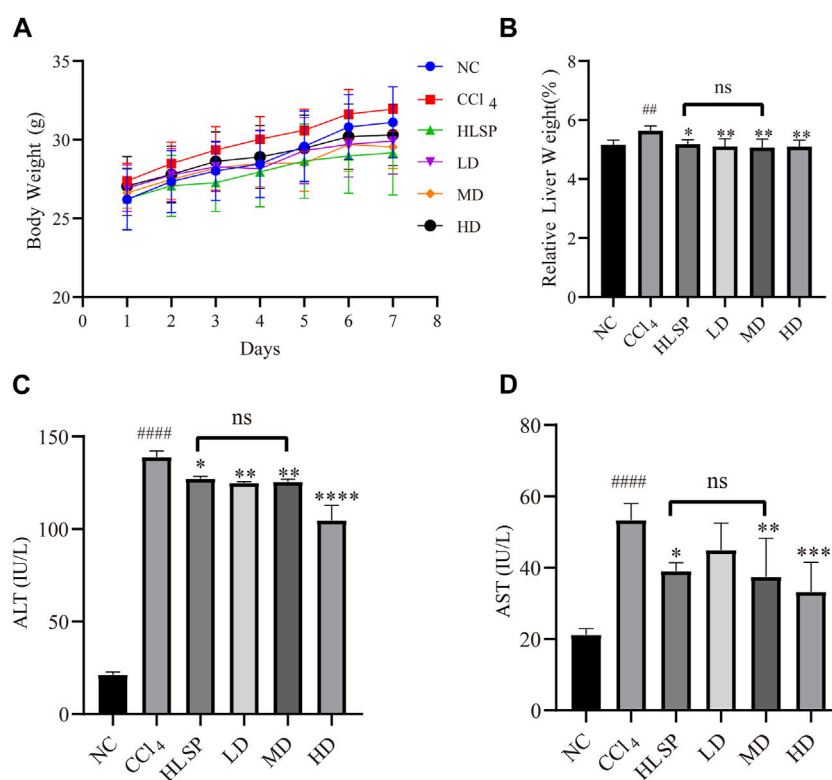 A
35
30
25
20
Body Weight (g)
0 1 2 3 4 5 6 7 8
Days
NC
CCl 4
HLSP
LD
MD
HD
B
8
6
4
2
0
Relative Liver W eight(% )
##
ns
* ** ** **
NC CCl4 HLSP LD MD HD
C
150
100
50
0
ALT (IU/L)
####
ns
* ** ** ****
NC CCl4 HLSP LD MD HD
D
80
60
40
20
0
AST (IU/L)
####
ns
* ** ***
NC CCl4 HLSP LD MD HD